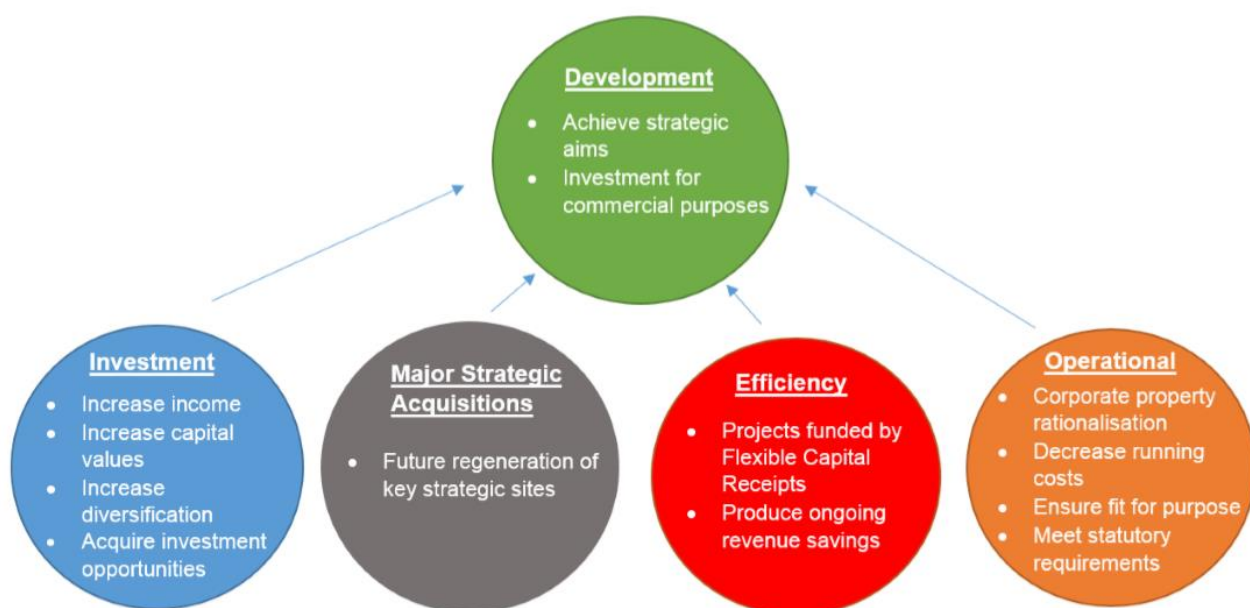 Development
• Achieve strategic
aims
• Investment for
commercial purposes
Investment
• Increase income
• Increase capital
values
• Increase
diversification
• Acquire investment
opportunities
Major Strategic
Acquisitions
• Future regeneration of
key strategic sites
Efficiency
• Projects funded by
Flexible Capital
Receipts
• Produce ongoing
revenue savings
Operational
• Corporate property
rationalisation
• Decrease running
costs
• Ensure fit for purpose
• Meet statutory
requirements